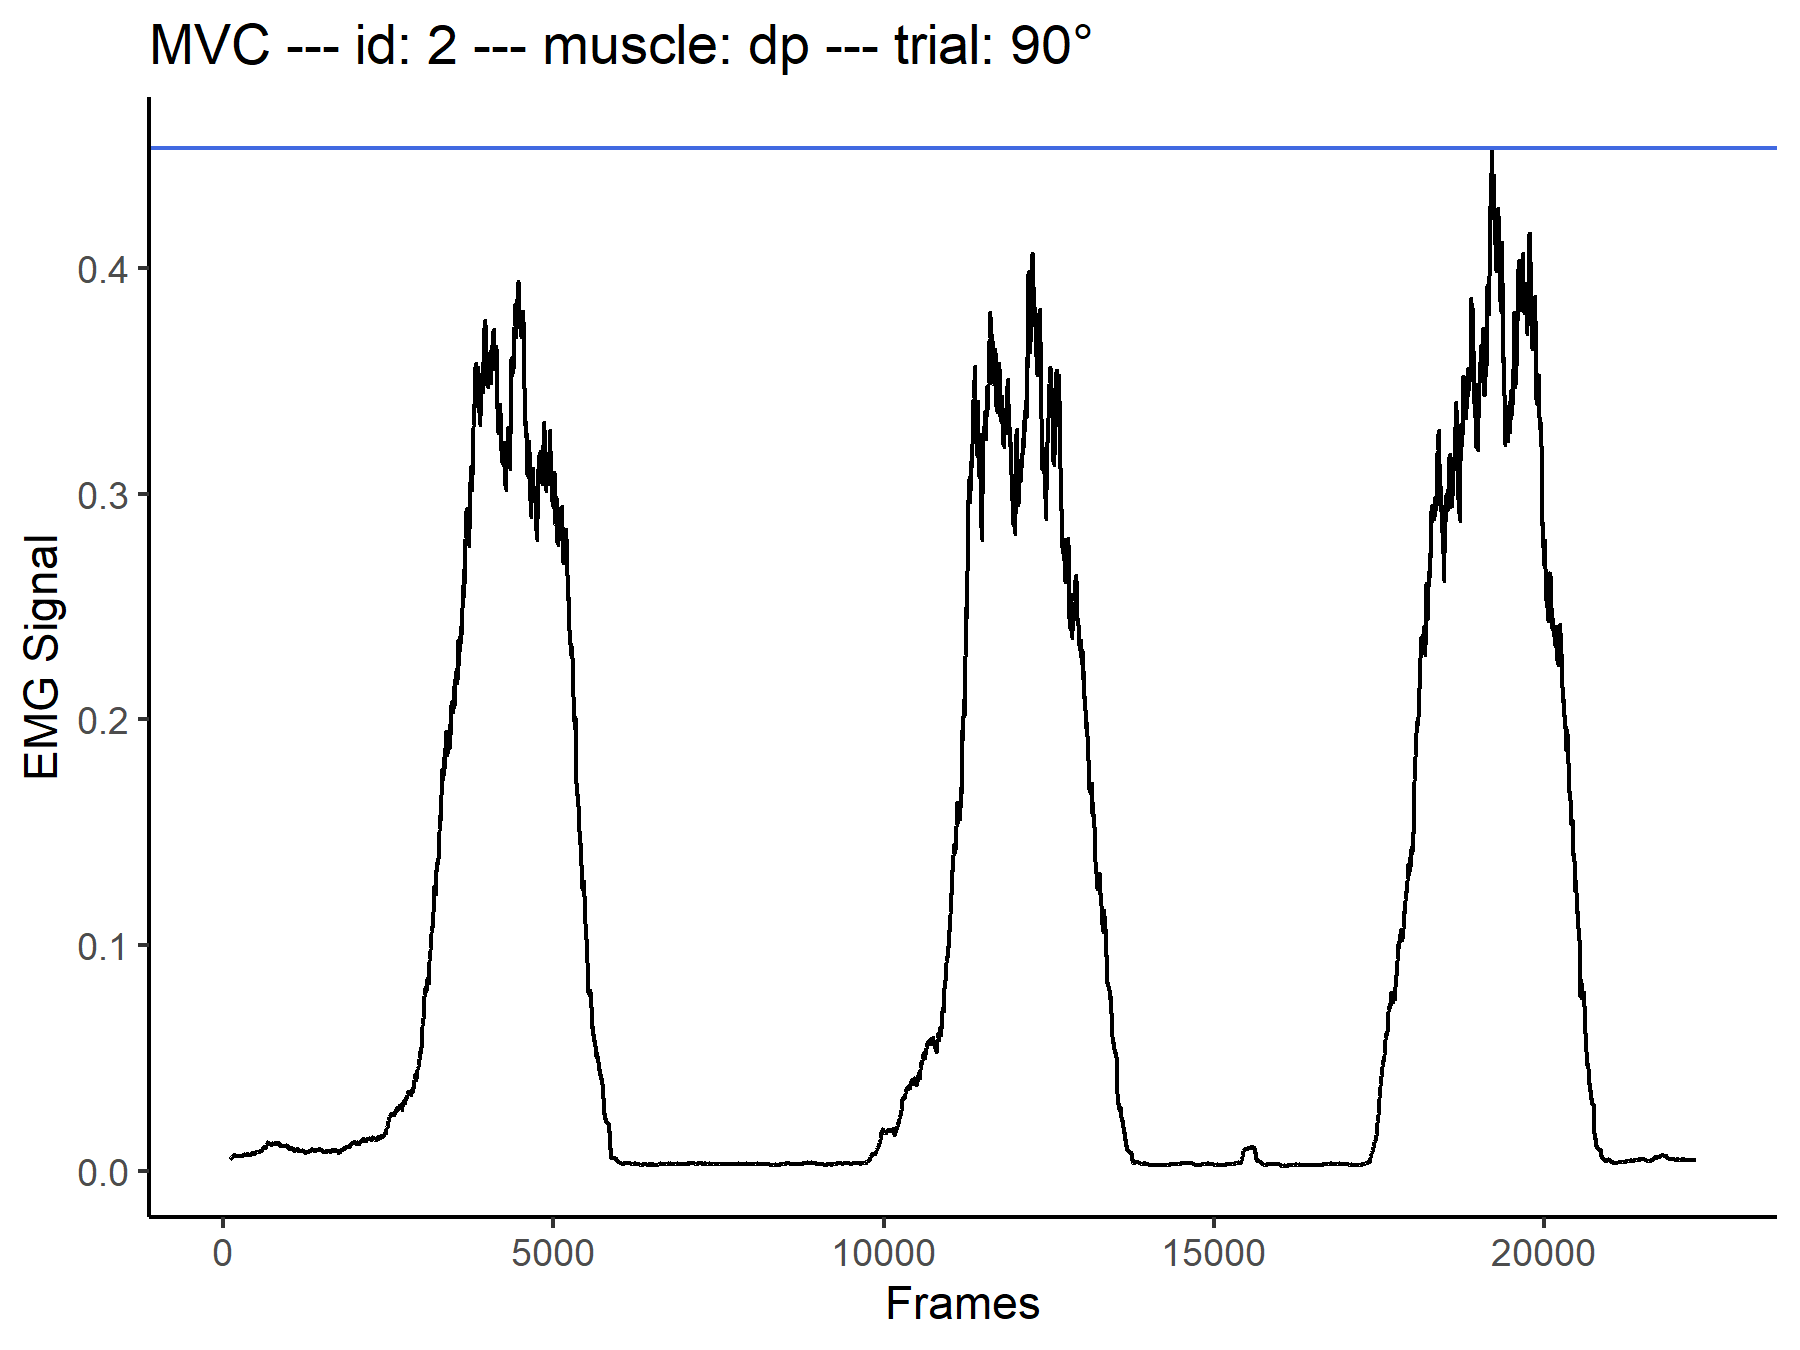 MVC --- id: 2 --- muscle: dp --- trial: 90°
EMG Signal
0.4
0.3
0.2
0.1
0.0
0 5000 10000 15000 20000
Frames